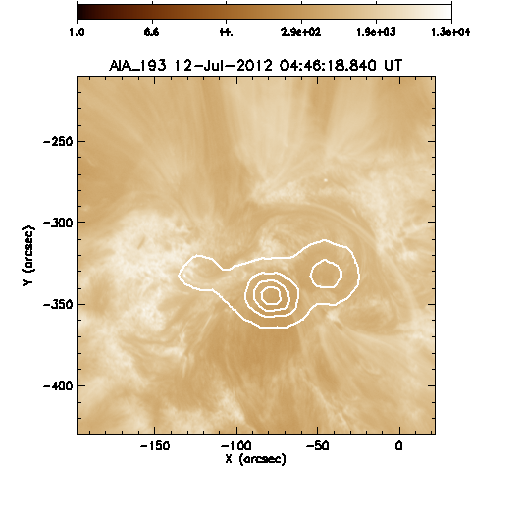 1.0 6.6 44. 2.9e+02 1.9e+03 1.3e+04
AIA_193 12-Jul-2012 04:46:18.840 UT
-250
-300
-350
-400
Y (arcsec)
-150 -100 -50 0
X (arcsec)